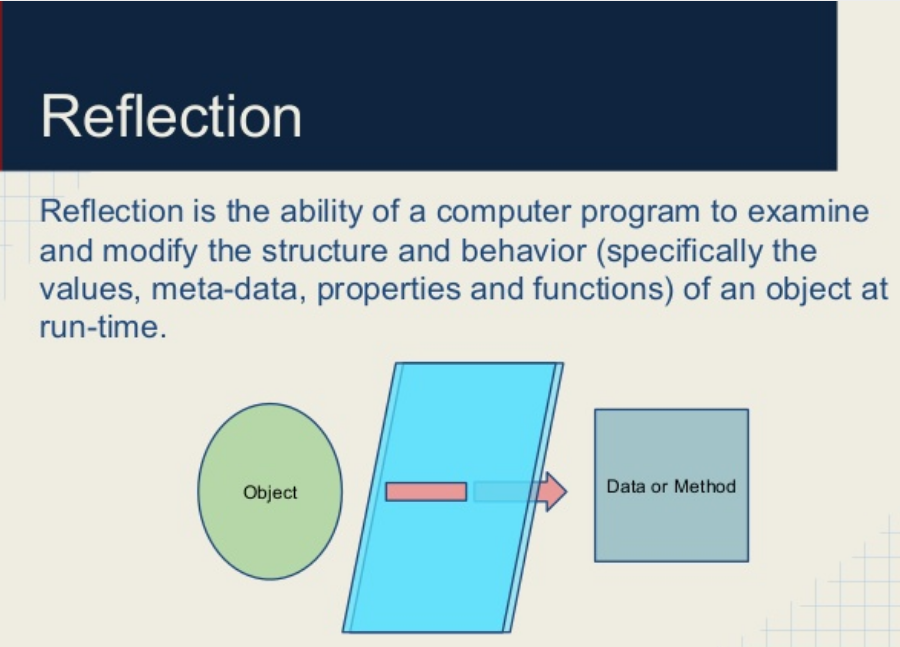 Reflection
Reflection is the ability of a computer program to examine
and modify the structure and behavior (specifically the
values, meta-data, properties and functions) of an object at
run-time.
Object
Data or Method